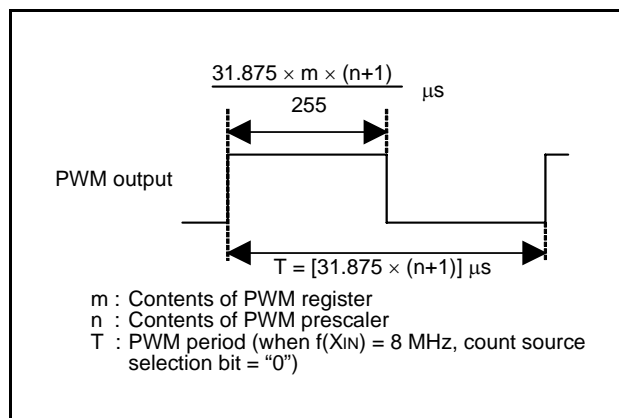 31.875 × m × (n+1)
255
μs
PWM output
T = [31.875 × (n+1)] μs
m : Contents of PWM register
n : Contents of PWM prescaler
T : PWM period (when f(XIN) = 8 MHz, count source
selection bit = “0”)